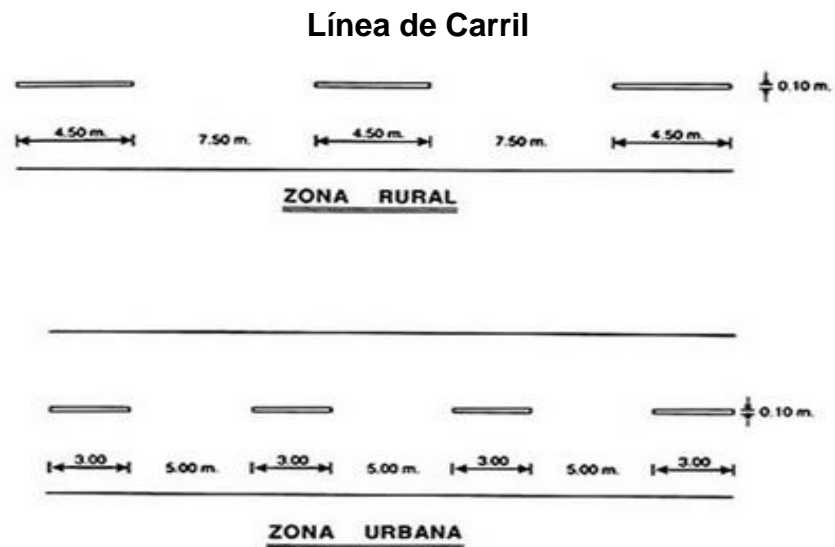 Línea de Carril
0.10 m.
4.50 m. 7.50 m. 4.50 m. 7.50 m. 4.50 m.
ZONA RURAL
0.10 m.
3.00 5.00 m. 3.00 5.00 m. 3.00 5.00 m. 3.00
ZONA URBANA